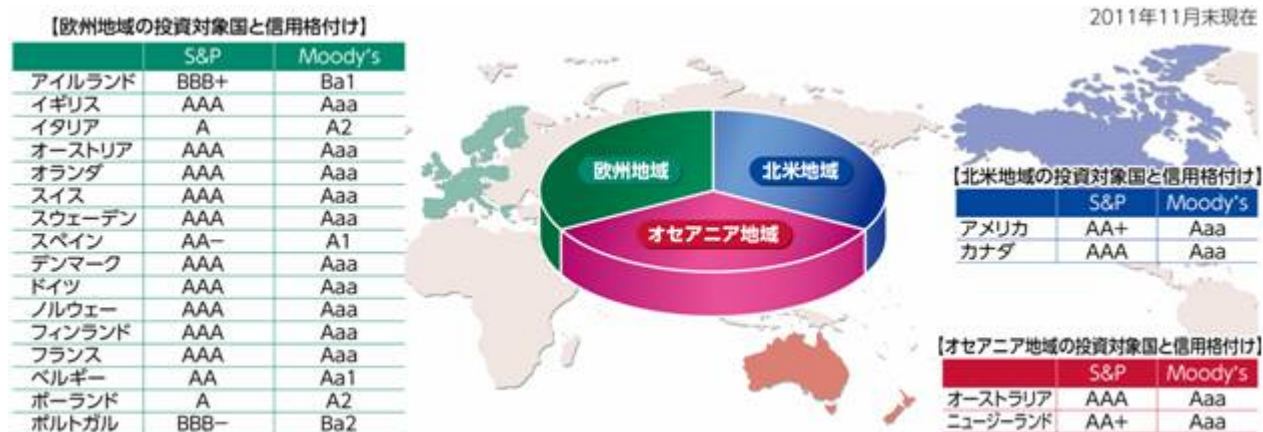 2011年11月末現在
【欧州地域の投資対象国と信用格付け】
S&P Moody's
アイルランド BBB+ Ba1
イギリス AAA Aaa
イタリア A A2
オーストリア AAA Aaa
オランダ AAA Aaa
スイス AAA Aaa
スウェーデン AAA Aaa
スペイン AA− A1
デンマーク AAA Aaa
ドイツ AAA Aaa
ノルウェー AAA Aaa
フィンランド AAA Aaa
フランス AAA Aaa
ベルギー AA Aa1
ポーランド A A2
ポルトガル BBB− Ba2
欧州地域
北米地域
オセアニア地域
【北米地域の投資対象国と信用格付け】
S&P Moody's
アメリカ AA+ Aaa
カナダ AAA Aaa
【オセアニア地域の投資対象国と信用格付け】
S&P Moody's
オーストラリア AAA Aaa
ニュージーランド AA+ Aaa